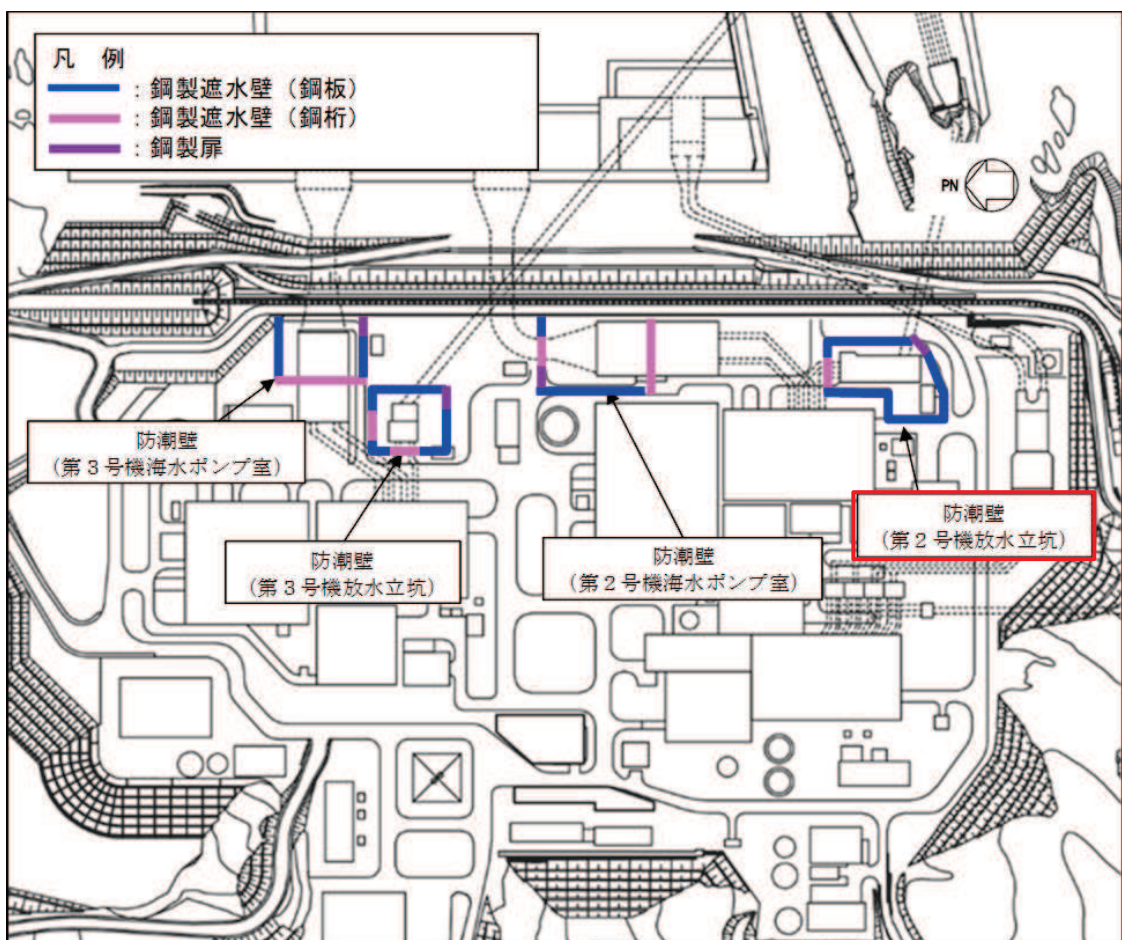 凡 例
：鋼製遮水壁（鋼板）
：鋼製遮水壁（鋼桁）
：鋼製扉
PN
防潮壁
(第３号機海水ポンプ室)
防潮壁
(第３号機放水立坑)
防潮壁
(第２号機海水ポンプ室)
防潮壁
(第２号機放水立坑)